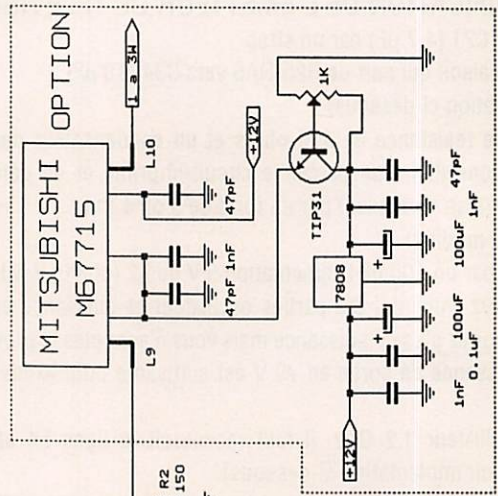 OPTION
MITSUBISHI
M67715
1 a 3W
L9
L10
47pF
1nF
47pF
+12V
R2
150
1K
TIP31
7808
+12V
1nF
0.1uF
100uF
100uF
1nF
47pF